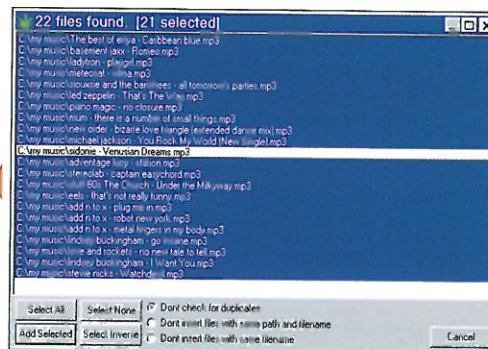 22 files found. [21 selected]
C:\my music\The best of enya - Caribbean blue.mp3
C:\my music\basement jaxx - Romeo.mp3
C:\my music\ladytron - playgirl.mp3
C:\my music\meteorat - .mp3
C:\my music\siouxsie and the banshees - all tomorrow's parties.mp3
C:\my music\led zeppelin - That's The Way.mp3
C:\my music\piano magic - no closure.mp3
C:\my music\mum - there is a number of small things.mp3
C:\my music\new order - bizarre love triangle (extended dance mix).mp3
C:\my music\michael jackson - You Rock My World (New Single).mp3
C:\my music\sidonie - Venusian Dreams.mp3
C:\my music\adventage lucy - stallion.mp3
C:\my music\stereolab - captain easychord.mp3
C:\my music\ 80s The Church - Under the Milkyway.mp3
C:\my music\eels - that's not really funny.mp3
C:\my music\add n to x - plug me in.mp3
C:\my music\add n to x - robot new york.mp3
C:\my music\add n to x - metal fingers in my body.mp3
C:\my music\lindsey buckingham - go insane.mp3
C:\my music\love and rockets - no new tale to tell.mp3
C:\my music\lindsey buckingham - I Want You.mp3
C:\my music\stevie nicks - .mp3
Select All
Select None
Dont check for duplicates
Dont insert files with same path and filename
Add Selected
Select Inverse
Dont insert files with same filename
Cancel